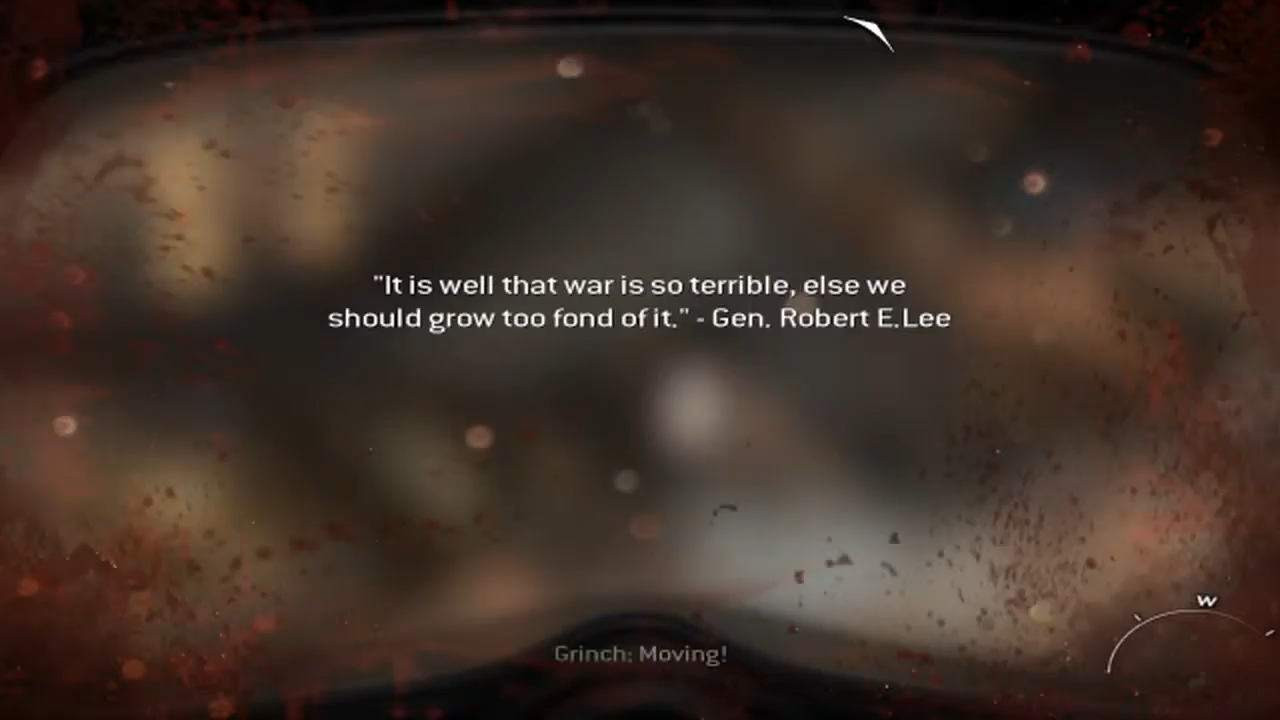 "It is well that war is so terrible, else we
should grow too fond of it." - Gen. Robert E.Lee
W
Grinch: Moving!